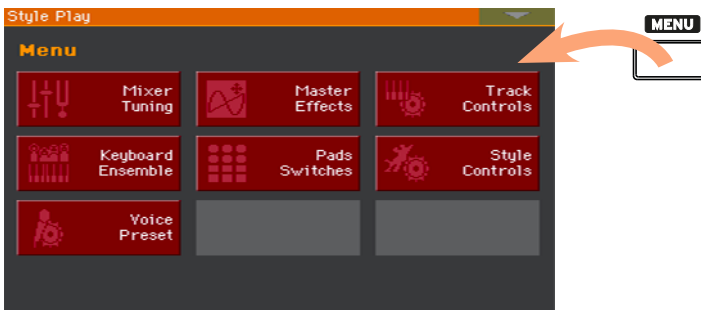 Style Play
MENU
Menu
Mixer
Tuning
Master
Effects
Track
Controls
Keyboard
Ensemble
Pads
Switches
Style
Controls
Voice
Preset